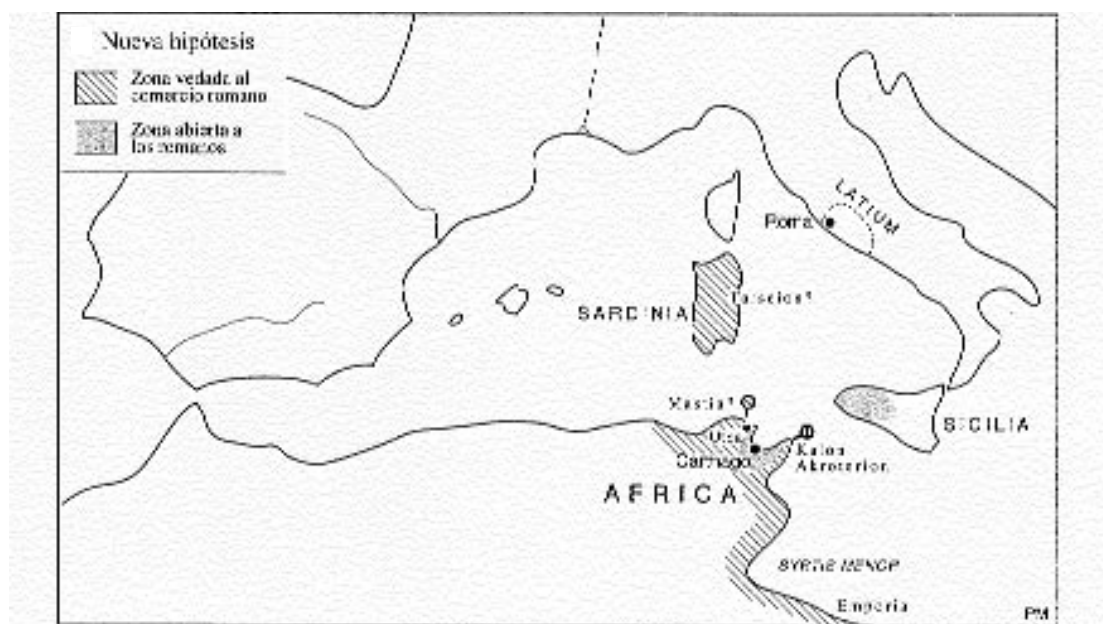 Nueva hipótesis
Zona vedada al
comercio romano
Zona abierta a
los romanos
LATIUM
Roma
SARDINIA
Mastia
SICILIA
Kalon
Akroterion
Cartago
AFRICA
SYRTIS MENOR
Emporia
PM